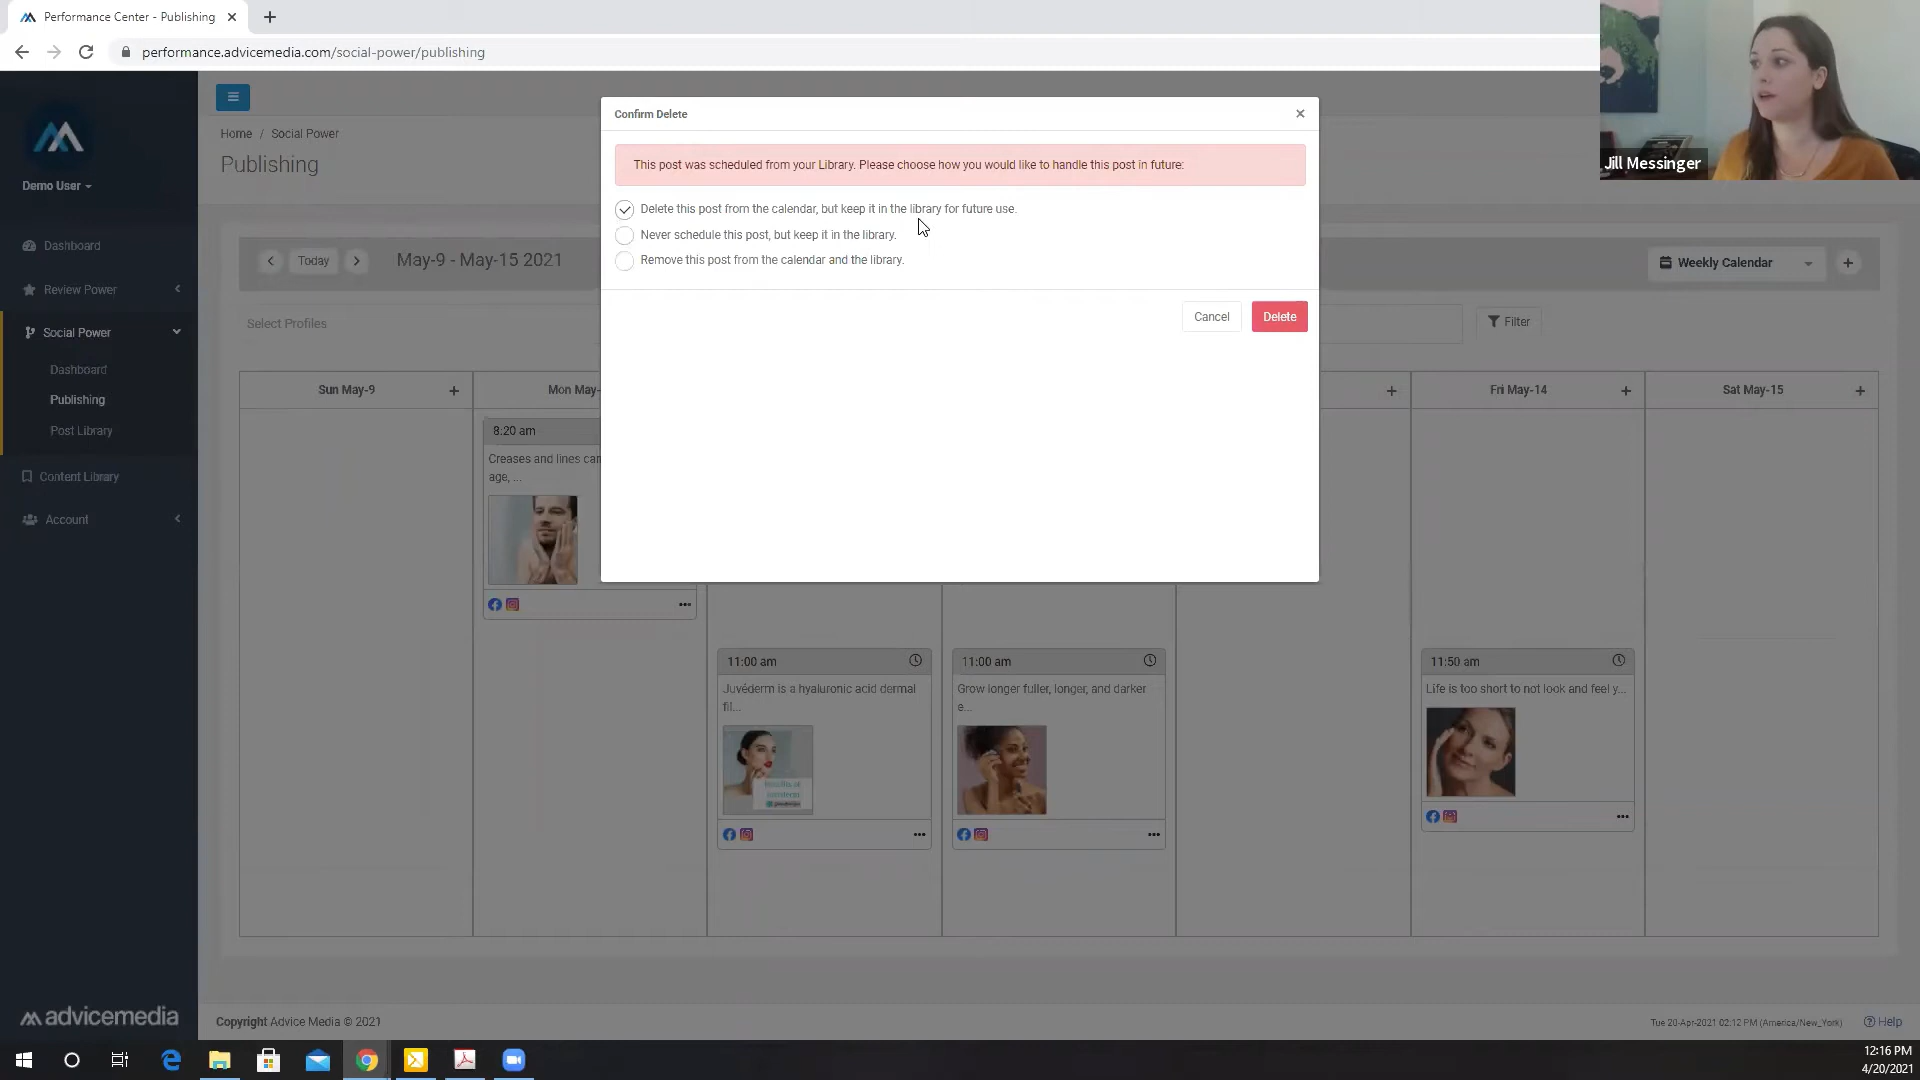 Performance Center - Publishing
performance.advicemedia.com/social-power/publishing
Jill Messinger
Demo User
Dashboard
Review Power
Social Power
Dashboard
Publishing
Post Library
Content Library
Account
advicemedia
Home / Social Power
Publishing
Confirm Delete
This post was scheduled from your Library. Please choose how you would like to handle this post in future:
Delete this post from the calendar, but keep it in the library for future use.
Never schedule this post, but keep it in the library.
Remove this post from the calendar and the library.
Cancel
Delete
Today
May-9 - May-15 2021
Weekly Calendar
Select Profiles
Filter
Sun May-9
Mon May-
Fri May-14
Sat May-15
8:20 am
Creases and lines can
age, ...
11:00 am
Juvéderm is a hyaluronic acid dermal
fil...
11:00 am
Grow longer fuller, longer, and darker
e...
11:50 am
Life is too short to not look and feel y...
Copyright Advice Media © 2021
Tue 20-Apr-2021 02:12 PM (America/New_York)
Help
12:16 PM
4/20/2021